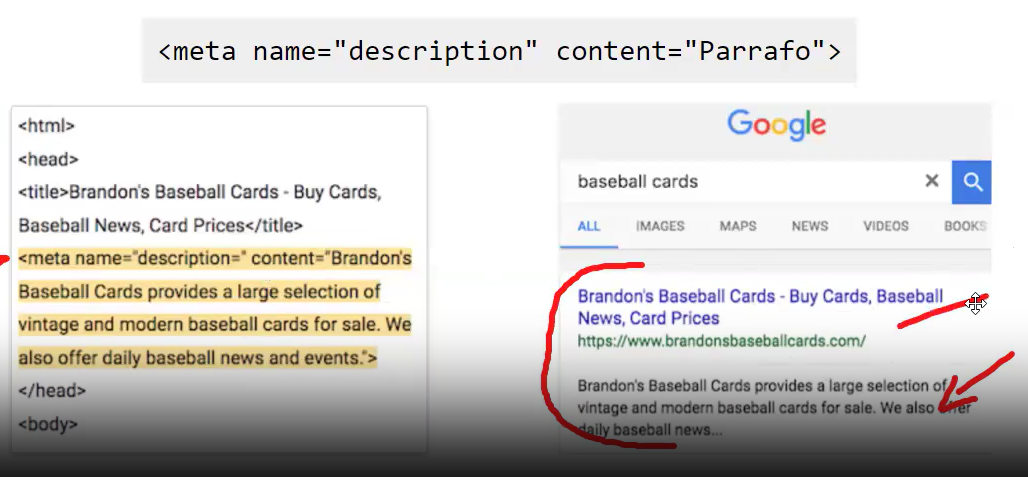 <meta name="description" content="Parrafo">
<html>
<head>
<title>Brandon's Baseball Cards - Buy Cards,
Baseball News, Card Prices</title>
<meta name="description=" content="Brandon's
Baseball Cards provides a large selection of
vintage and modern baseball cards for sale. We
also offer daily baseball news and events.">
</head>
<body>
Google
baseball cards
ALL IMAGES MAPS NEWS VIDEOS BOOKS
Brandon's Baseball Cards - Buy Cards, Baseball
News, Card Prices
https://www.brandonsbaseballcards.com/
Brandon's Baseball Cards provides a large selection of
vintage and modern baseball cards for sale. We also offer
daily baseball news...